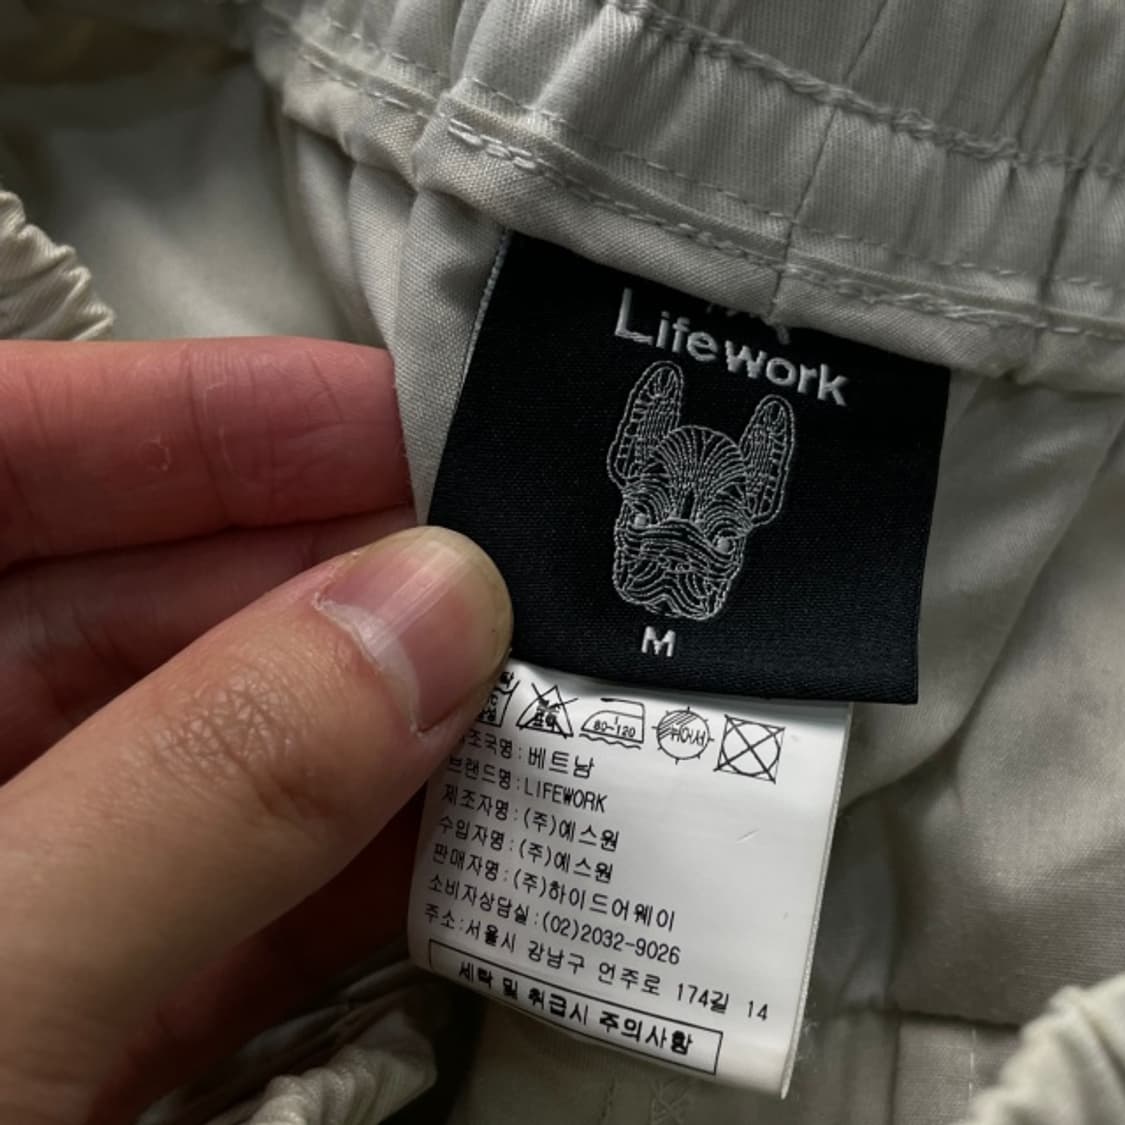 Lifework
M
80-120
뉘어서
조국명:베트남
브랜드명:LIFEWORK
제조자명:(주)예스원
수입자명:(주)예스원
판매자명:(주)하이드어웨이
소비자상담실:(02)2032-9026
주소:서울시 강남구 언주로 174길 14
세탁 및 취급시 주의사항